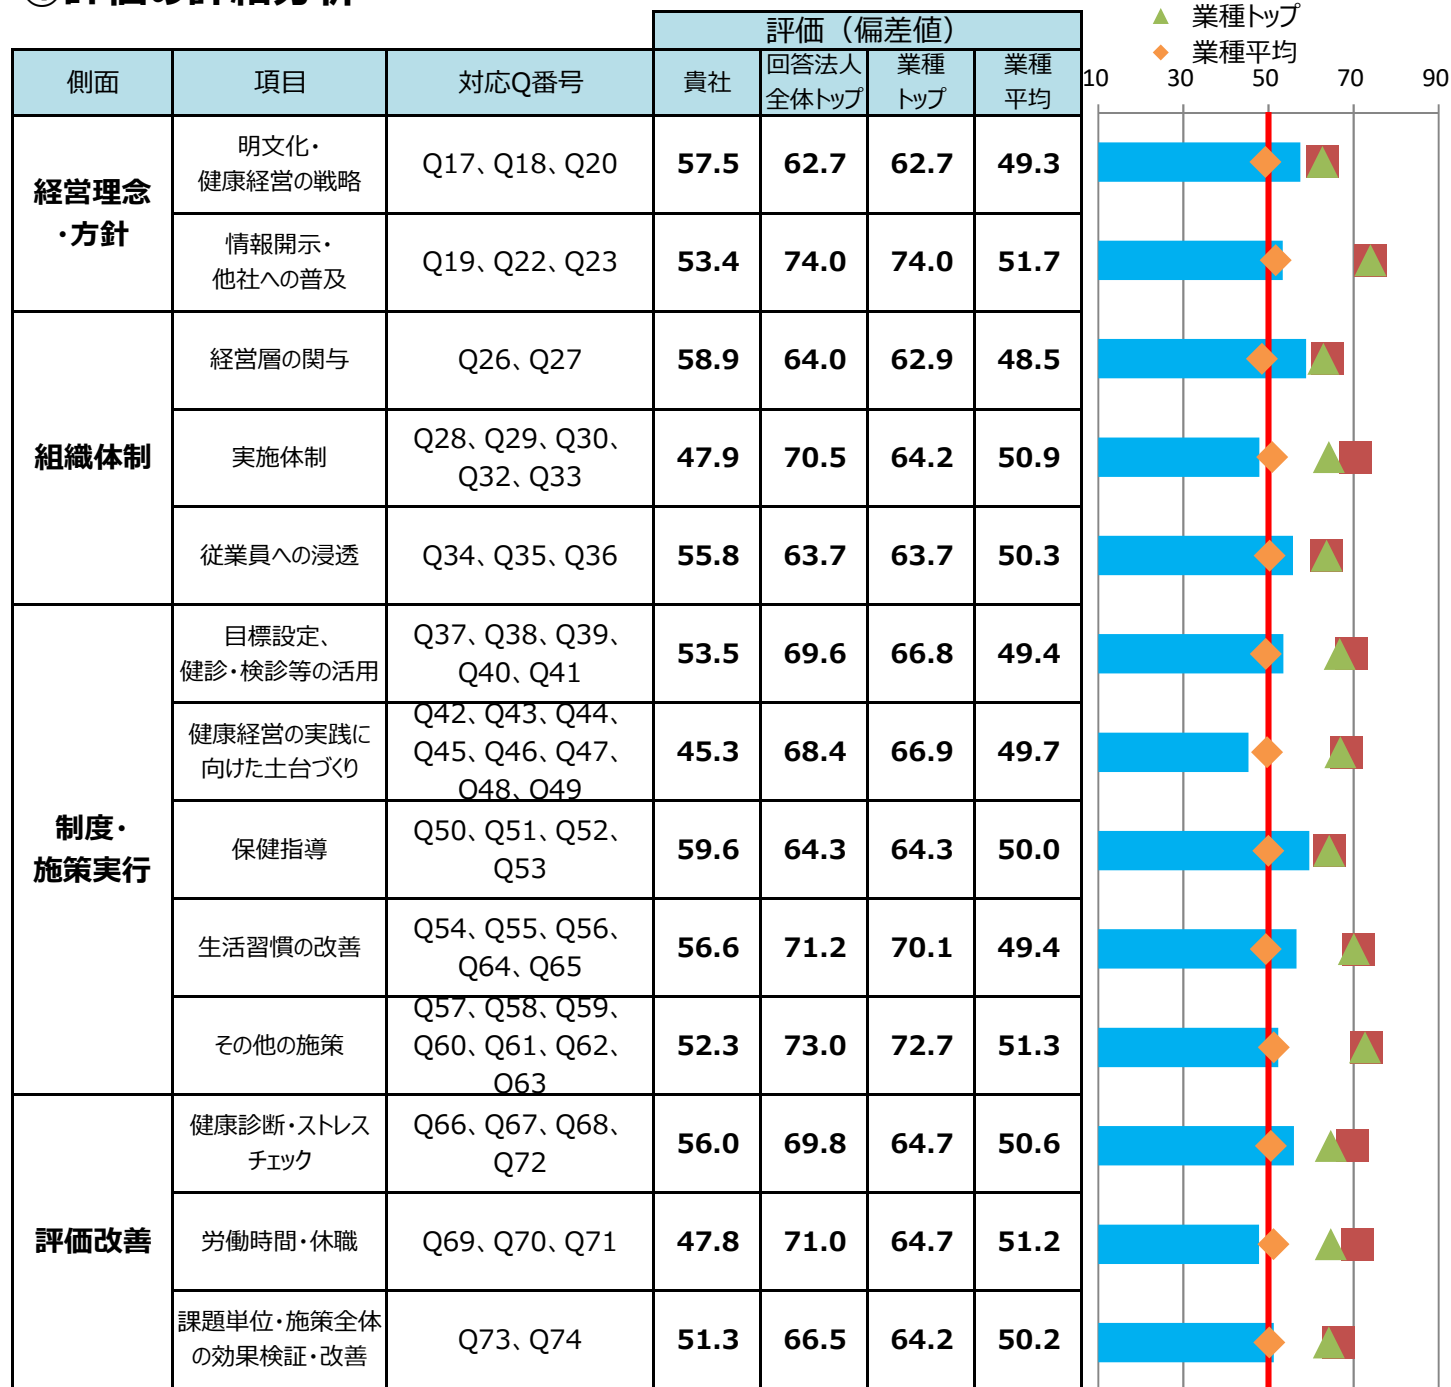 ①評価の詳細分析
業種トップ
業種平均
評価（偏差値）
側面 項目 対応Q番号 貴社 回答法人 全体トップ 業種 トップ 業種 平均
10 30 50 70 90
経営理念
・方針
明文化・
健康経営の戦略
Q17、Q18、Q20
57.5 62.7 62.7 49.3
情報開示・
他社への普及
Q19、Q22、Q23
53.4 74.0 74.0 51.7
組織体制
経営層の関与
Q26、Q27
58.9 64.0 62.9 48.5
実施体制
Q28、Q29、Q30、
Q32、Q33
47.9 70.5 64.2 50.9
従業員への浸透
Q34、Q35、Q36
55.8 63.7 63.7 50.3
制度・
施策実行
目標設定、
健診・検診等の活用
Q37、Q38、Q39、
Q40、Q41
53.5 69.6 66.8 49.4
健康経営の実践に
向けた土台づくり
Q42、Q43、Q44、
Q45、Q46、Q47、
Q48、Q49
45.3 68.4 66.9 49.7
保健指導
Q50、Q51、Q52、
Q53
59.6 64.3 64.3 50.0
生活習慣の改善
Q54、Q55、Q56、
Q64、Q65
56.6 71.2 70.1 49.4
その他の施策
Q57、Q58、Q59、
Q60、Q61、Q62、
Q63
52.3 73.0 72.7 51.3
評価改善
健康診断・ストレス
チェック
Q66、Q67、Q68、
Q72
56.0 69.8 64.7 50.6
労働時間・休職
Q69、Q70、Q71
47.8 71.0 64.7 51.2
課題単位・施策全体
の効果検証・改善
Q73、Q74
51.3 66.5 64.2 50.2